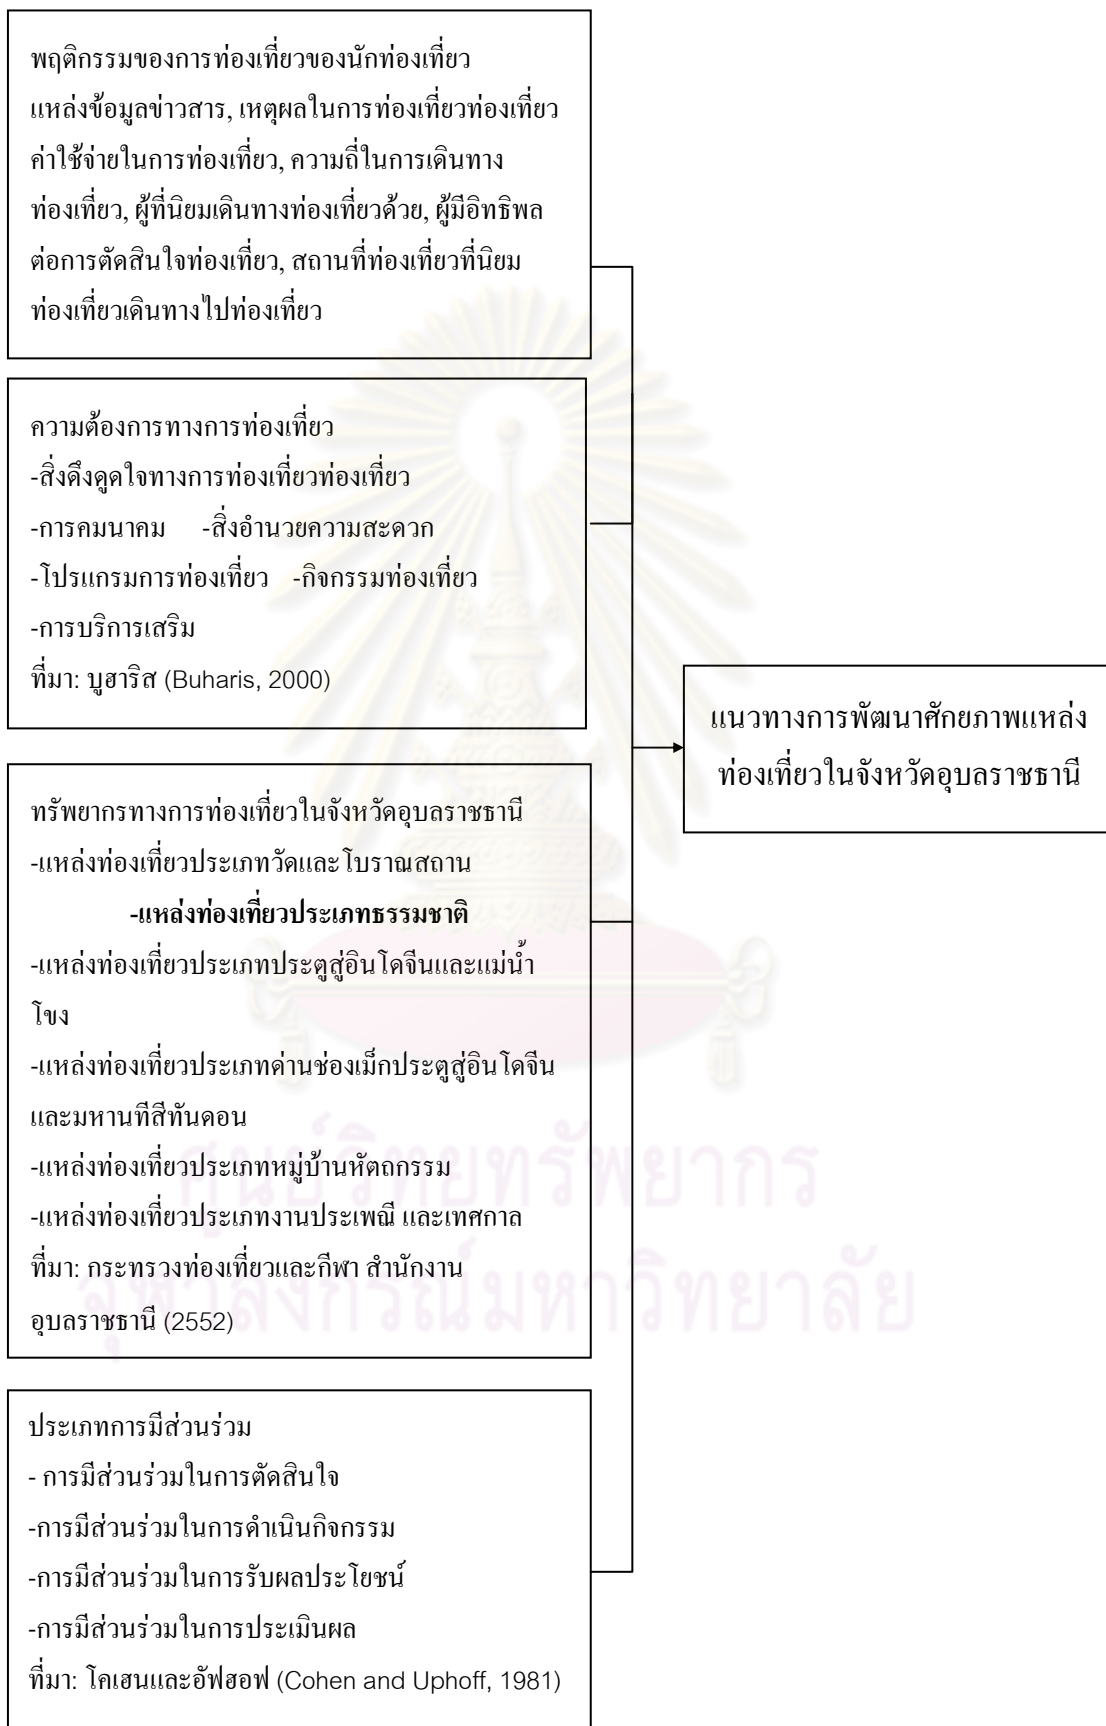 พฤติกรรมของการท่องเที่ยวของนักท่องเที่ยว
แหล่งข้อมูลข่าวสาร, เหตุผลในการท่องเที่ยวท่องเที่ยว
ค่าใช้จ่ายในการท่องเที่ยว, ความถี่ในการเดินทาง
ท่องเที่ยว, ผู้ที่นิยมเดินทางท่องเที่ยวด้วย, ผู้มีอิทธิพล
ต่อการตัดสินใจท่องเที่ยว, สถานที่ท่องเที่ยวที่นิยม
ท่องเที่ยวเดินทางไปท่องเที่ยว
ความต้องการทางการท่องเที่ยว
-สิ่งดึงดูดใจทางการท่องเที่ยวท่องเที่ยว
-การคมนาคม -สิ่งอำนวยความสะดวก
-โปรแกรมการท่องเที่ยว -กิจกรรมท่องเที่ยว
-การบริการเสริม
ที่มา: บูฮาริส (Buharis, 2000)
แนวทางการพัฒนาศักยภาพแหล่ง
ท่องเที่ยวในจังหวัดอุบลราชธานี
ทรัพยากรทางการท่องเที่ยวในจังหวัดอุบลราชธานี
-แหล่งท่องเที่ยวประเภทวัดและโบราณสถาน
-แหล่งท่องเที่ยวประเภทธรรมชาติ
-แหล่งท่องเที่ยวประเภทประตูสู่อินโดจีนและแม่น้ำ
โขง
-แหล่งท่องเที่ยวประเภทด่านช่องเม็กประตูสู่อินโดจีน
และมหานทีสีทันดอน
-แหล่งท่องเที่ยวประเภทหมู่บ้านหัตถกรรม
-แหล่งท่องเที่ยวประเภทงานประเพณี และเทศกาล
ที่มา: กระทรวงท่องเที่ยวและกีฬา สำนักงาน
อุบลราชธานี (2552)
ศูนย์วิทยทรัพยากร
จุฬาลงกรณ์มหาวิทยาลัย
ประเภทการมีส่วนร่วม
- การมีส่วนร่วมในการตัดสินใจ
-การมีส่วนร่วมในการดำเนินกิจกรรม
-การมีส่วนร่วมในการรับผลประโยชน์
-การมีส่วนร่วมในการประเมินผล
ที่มา: โคเฮนและอัฟฮอฟ (Cohen and Uphoff, 1981)